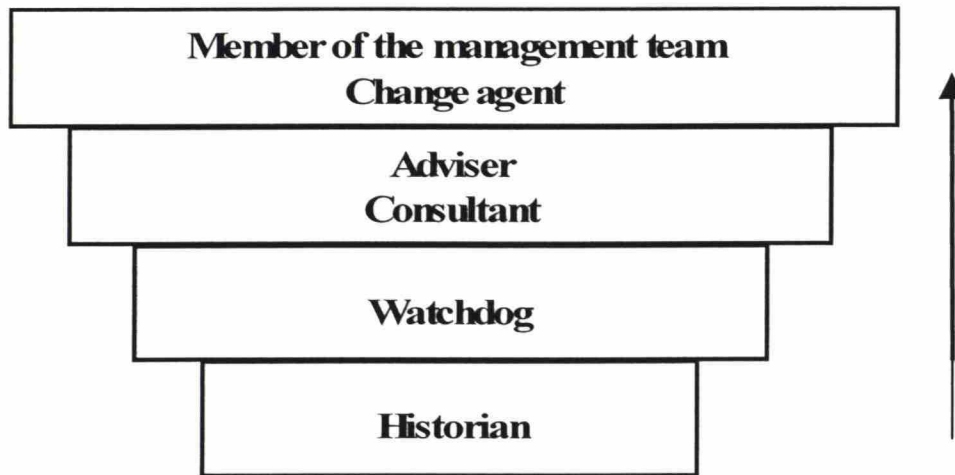 Member of the management team
Change agent
Adviser
Consultant
Watchdog
Historian